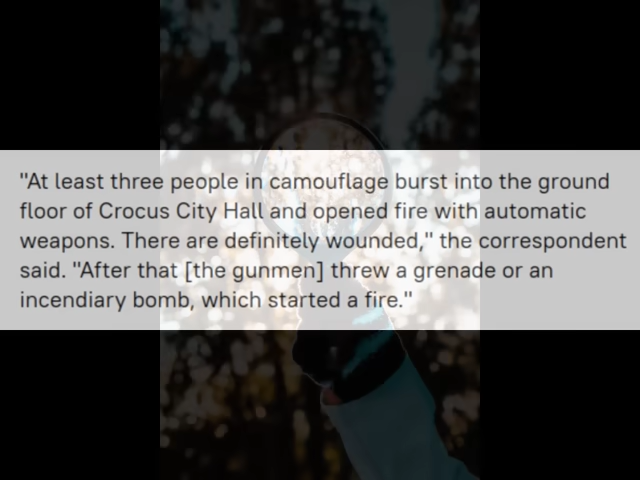 "At least three people in camouflage burst into the ground
floor of Crocus City Hall and opened fire with automatic
weapons. There are definitely wounded," the correspondent
said. "After that [the gunmen] threw a grenade or an
incendiary bomb, which started a fire."